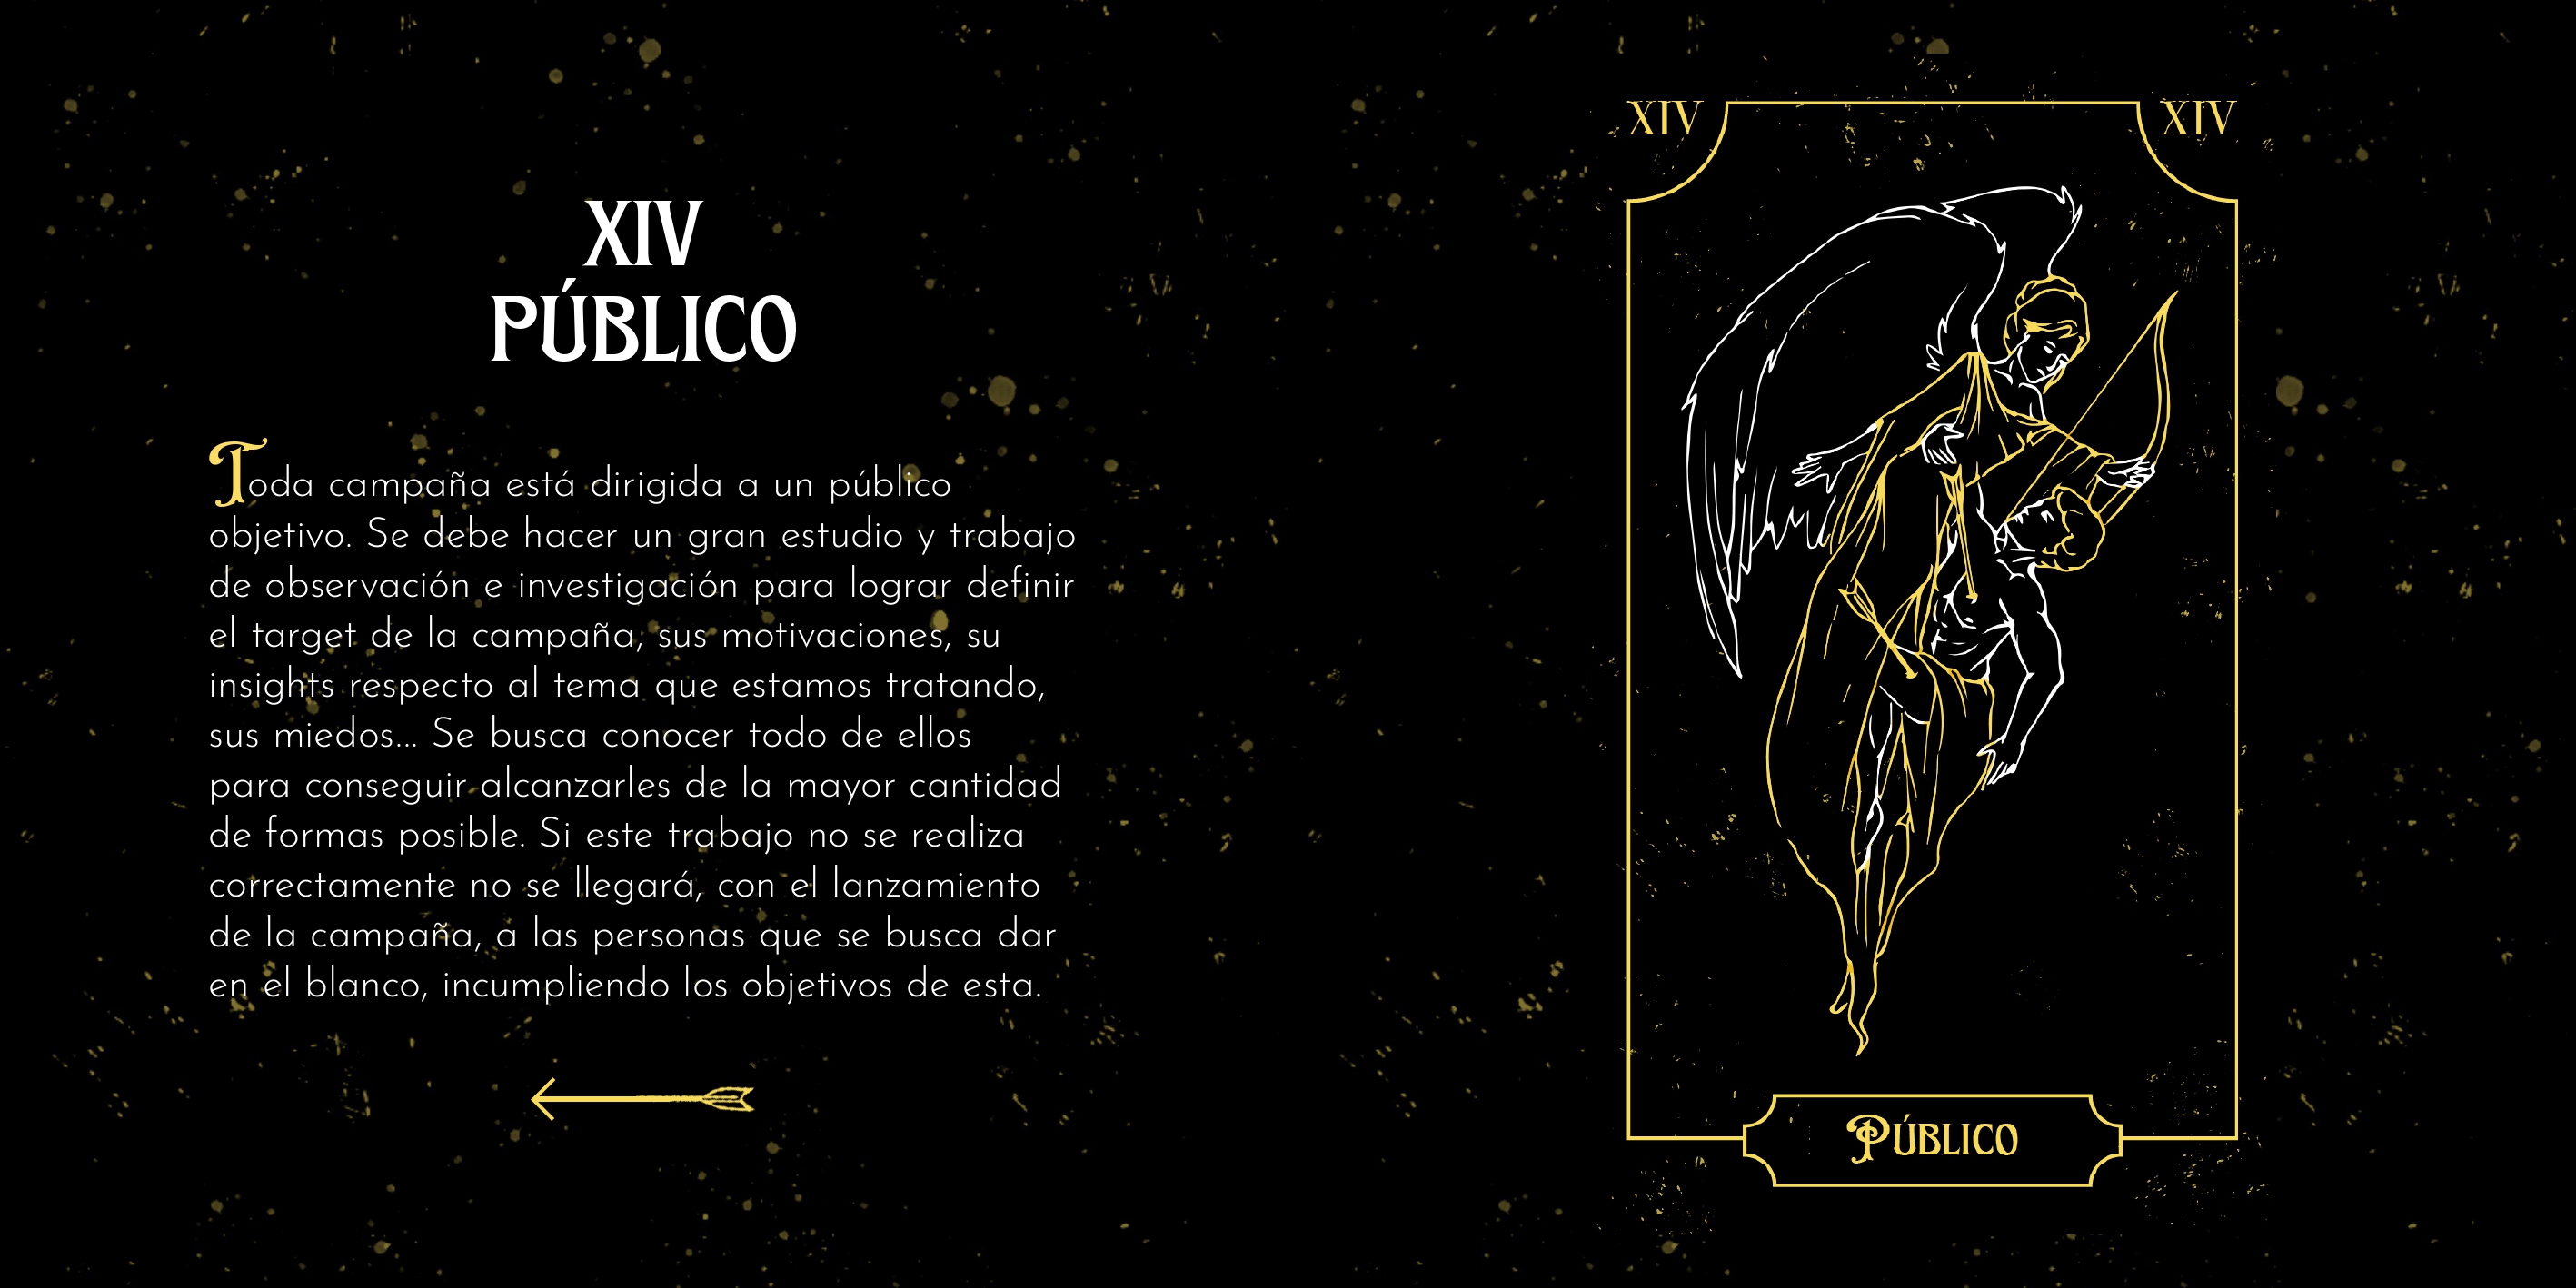 XIV
PÚBLICO
Toda campaña está dirigida a un público
objetivo. Se debe hacer un gran estudio y trabajo
de observación e investigación para lograr definir
el target de la campaña, sus motivaciones, su
insights respecto al tema que estamos tratando,
sus miedos... Se busca conocer todo de ellos
para conseguir alcanzarles de la mayor cantidad
de formas posible. Si este trabajo no se realiza
correctamente no se llegará, con el lanzamiento
de la campaña, a las personas que se busca dar
en el blanco, incumpliendo los objetivos de esta.
XIV XIV
PÚBLICO